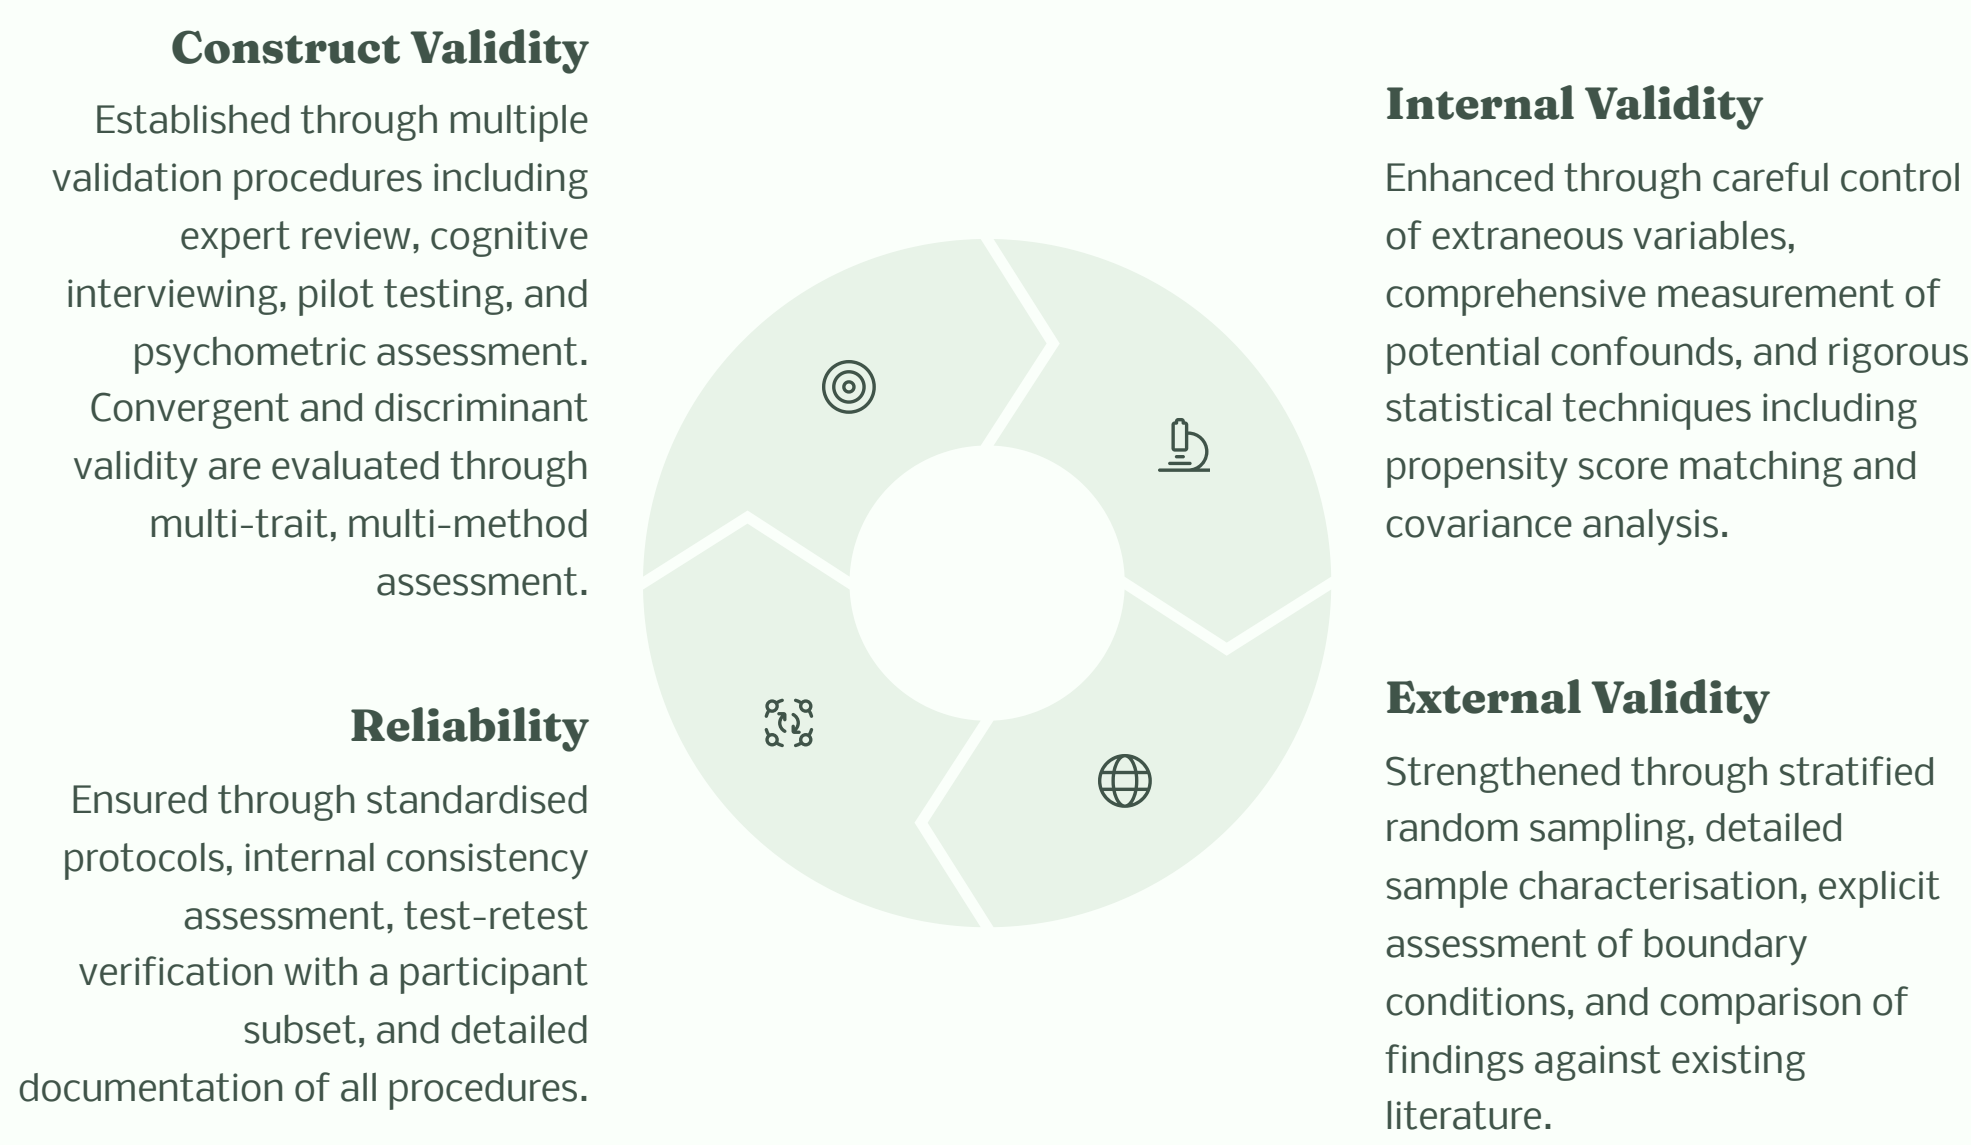 Construct Validity
Established through multiple
validation procedures including
expert review, cognitive
interviewing, pilot testing, and
psychometric assessment.
Convergent and discriminant
validity are evaluated through
multi-trait, multi-method
assessment.
Internal Validity
Enhanced through careful control
of extraneous variables,
comprehensive measurement of
potential confounds, and rigorous
statistical techniques including
propensity score matching and
covariance analysis.
Reliability
Ensured through standardised
protocols, internal consistency
assessment, test-retest
verification with a participant
subset, and detailed
documentation of all procedures.
External Validity
Strengthened through stratified
random sampling, detailed
sample characterisation, explicit
assessment of boundary
conditions, and comparison of
findings against existing
literature.